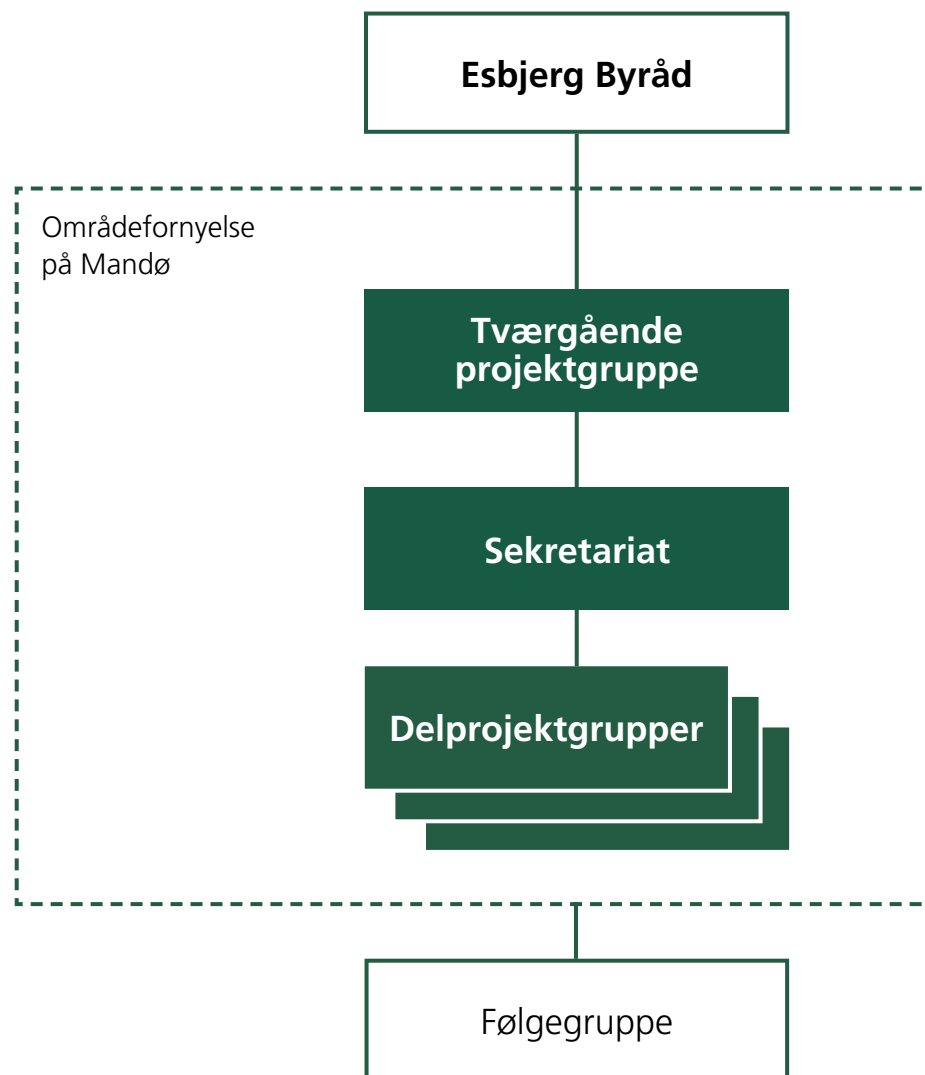 Esbjerg Byråd
Områdefornyelse
på Mandø
Tværgående
projektgruppe
Sekretariat
Delprojektgrupper
Følgegruppe